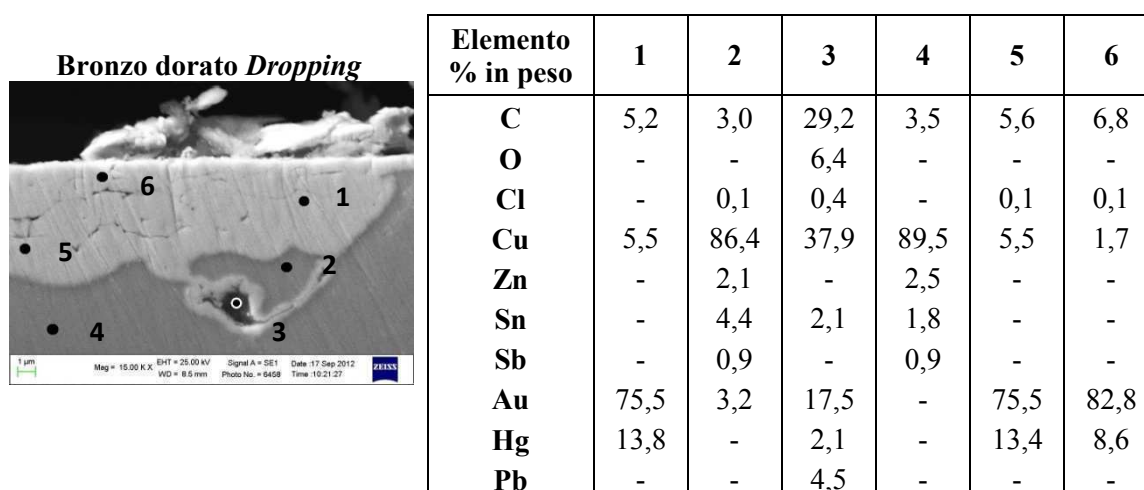 Bronzo dorato Dropping
6
1
5
2
4
3
1 µm
Mag = 15.00 K X
EHT = 25.00 kV
WD = 8.5 mm
Signal A = SE1
Photo No. = 6458
Date :17 Sep 2012
Time :10:21:27
ZEISS
Elemento % in peso 1 2 3 4 5 6
C 5,2 3,0 29,2 3,5 5,6 6,8
O - - 6,4 - - -
Cl - 0,1 0,4 - 0,1 0,1
Cu 5,5 86,4 37,9 89,5 5,5 1,7
Zn - 2,1 - 2,5 - -
Sn - 4,4 2,1 1,8 - -
Sb - 0,9 - 0,9 - -
Au 75,5 3,2 17,5 - 75,5 82,8
Hg 13,8 - 2,1 - 13,4 8,6
Pb - - 4,5 - - -